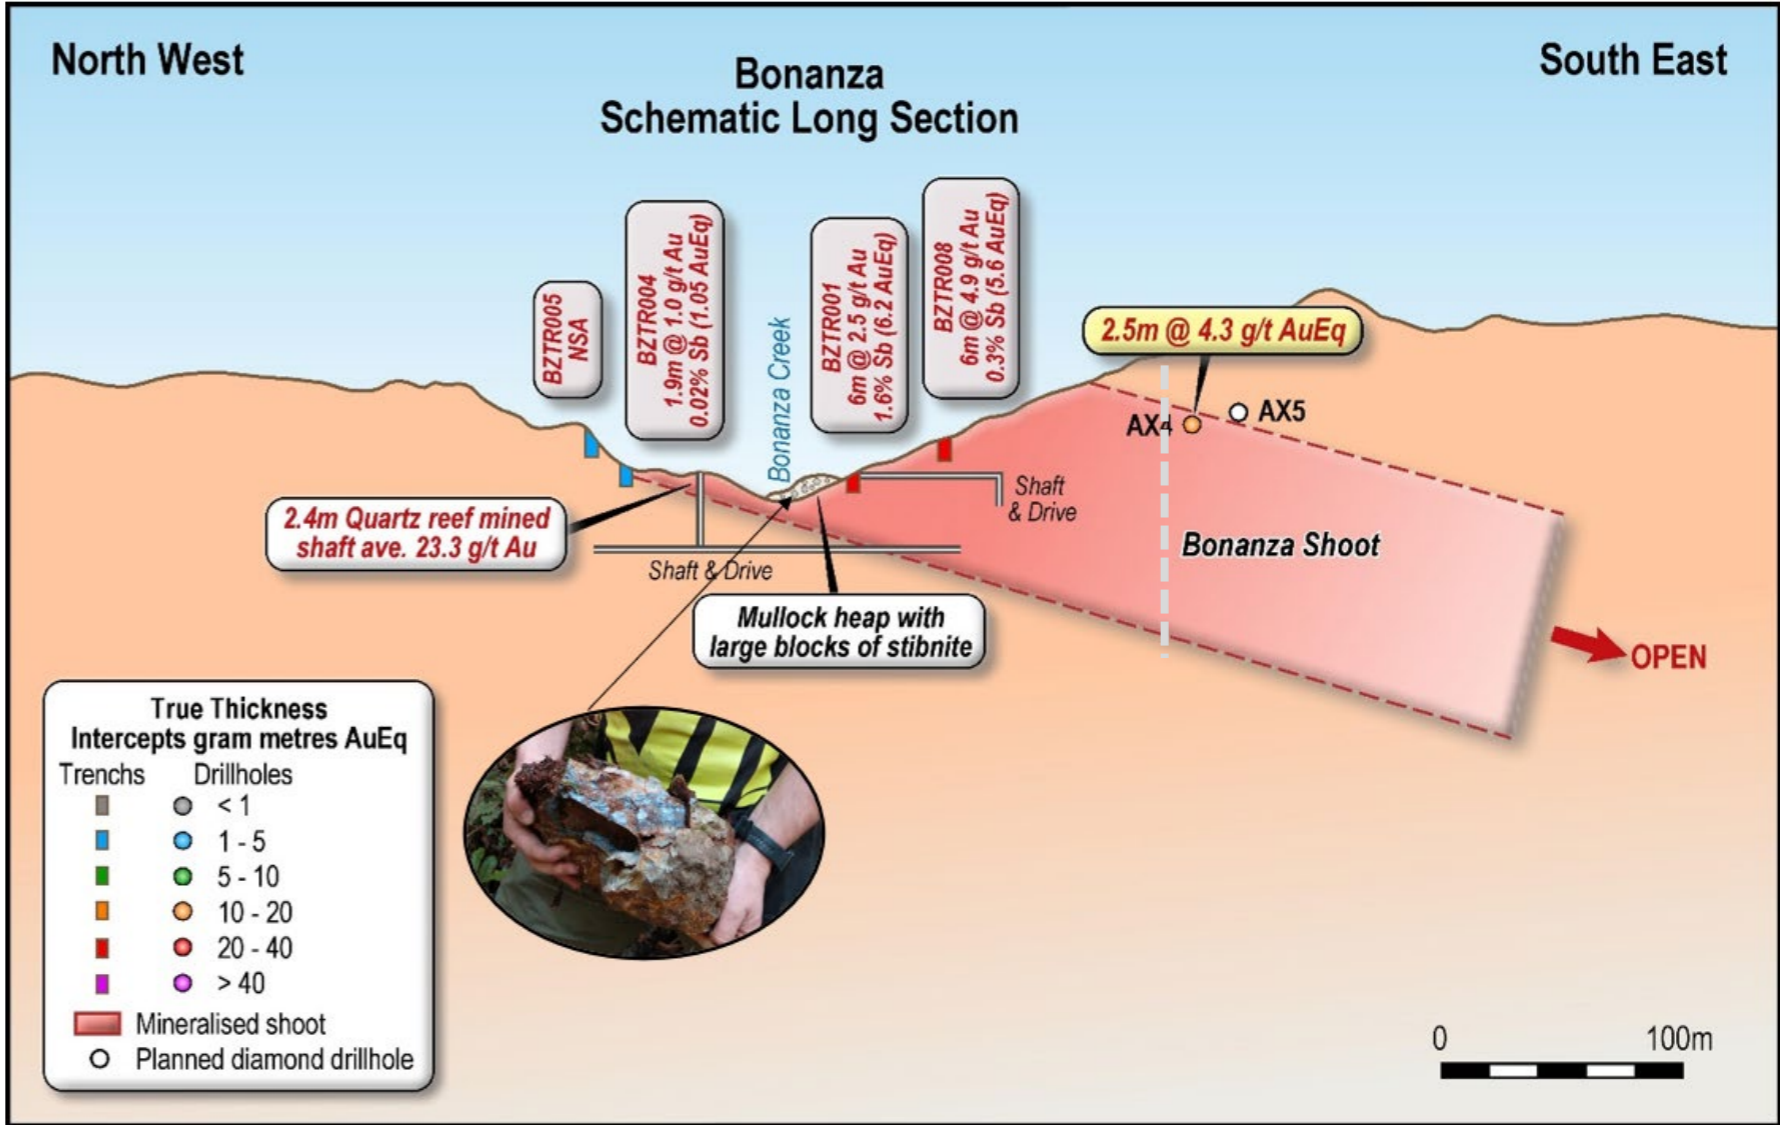 North West
South East
Bonanza
Schematic Long Section
BZTR005
NSA
BZTR004
1.9m @ 1.0 g/t Au
0.02% Sb (1.05 AuEq)
Bonanza Creek
BZTR001
6m @ 2.5 g/t Au
1.6% Sb (6.2 AuEq)
BZTR008
6m @ 4.9 g/t Au
0.3% Sb (5.6 AuEq)
2.5m @ 4.3 g/t AuEq
AX4
AX5
2.4m Quartz reef mined
shaft ave. 23.3 g/t Au
Shaft
& Drive
Shaft & Drive
Bonanza Shoot
Mullock heap with
large blocks of stibnite
OPEN
True Thickness
Intercepts gram metres AuEq
Trenchs Drillholes
< 1
1 - 5
5 - 10
10 - 20
20 - 40
> 40
Mineralised shoot
Planned diamond drillhole
0 100m